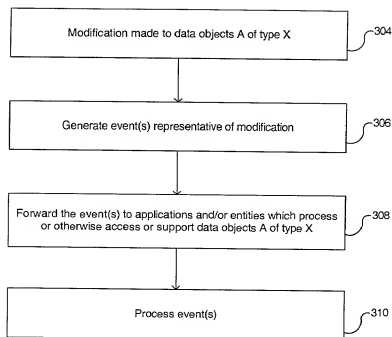 Modification made to data objects A of type X
304
Generate event(s) representative of modification
306
Forward the event(s) to applications and/or entities which process
or otherwise access or support data objects A of type X
308
Process event(s)
310